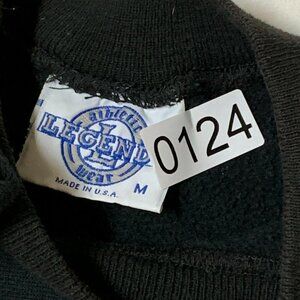 athletic
LEGEND
L
wear
MADE IN U.S.A.
M
0124